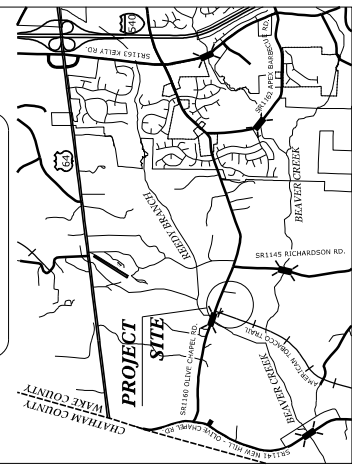 540
SR1163 KELLY RD.
SR1162 APEX BARBECUE RD.
64
REEDY BRANCH
BEAVER CREEK
SR1145 RICHARDSON RD.
PROJECT
SITE
SR1160 OLIVE CHAPEL RD.
AMERICAN TOBACCO TRAIL
WAKE COUNTY
CHATHAM COUNTY
BEAVER CREEK
SR1141 NEW HILL - OLIVE CHAPEL RD.